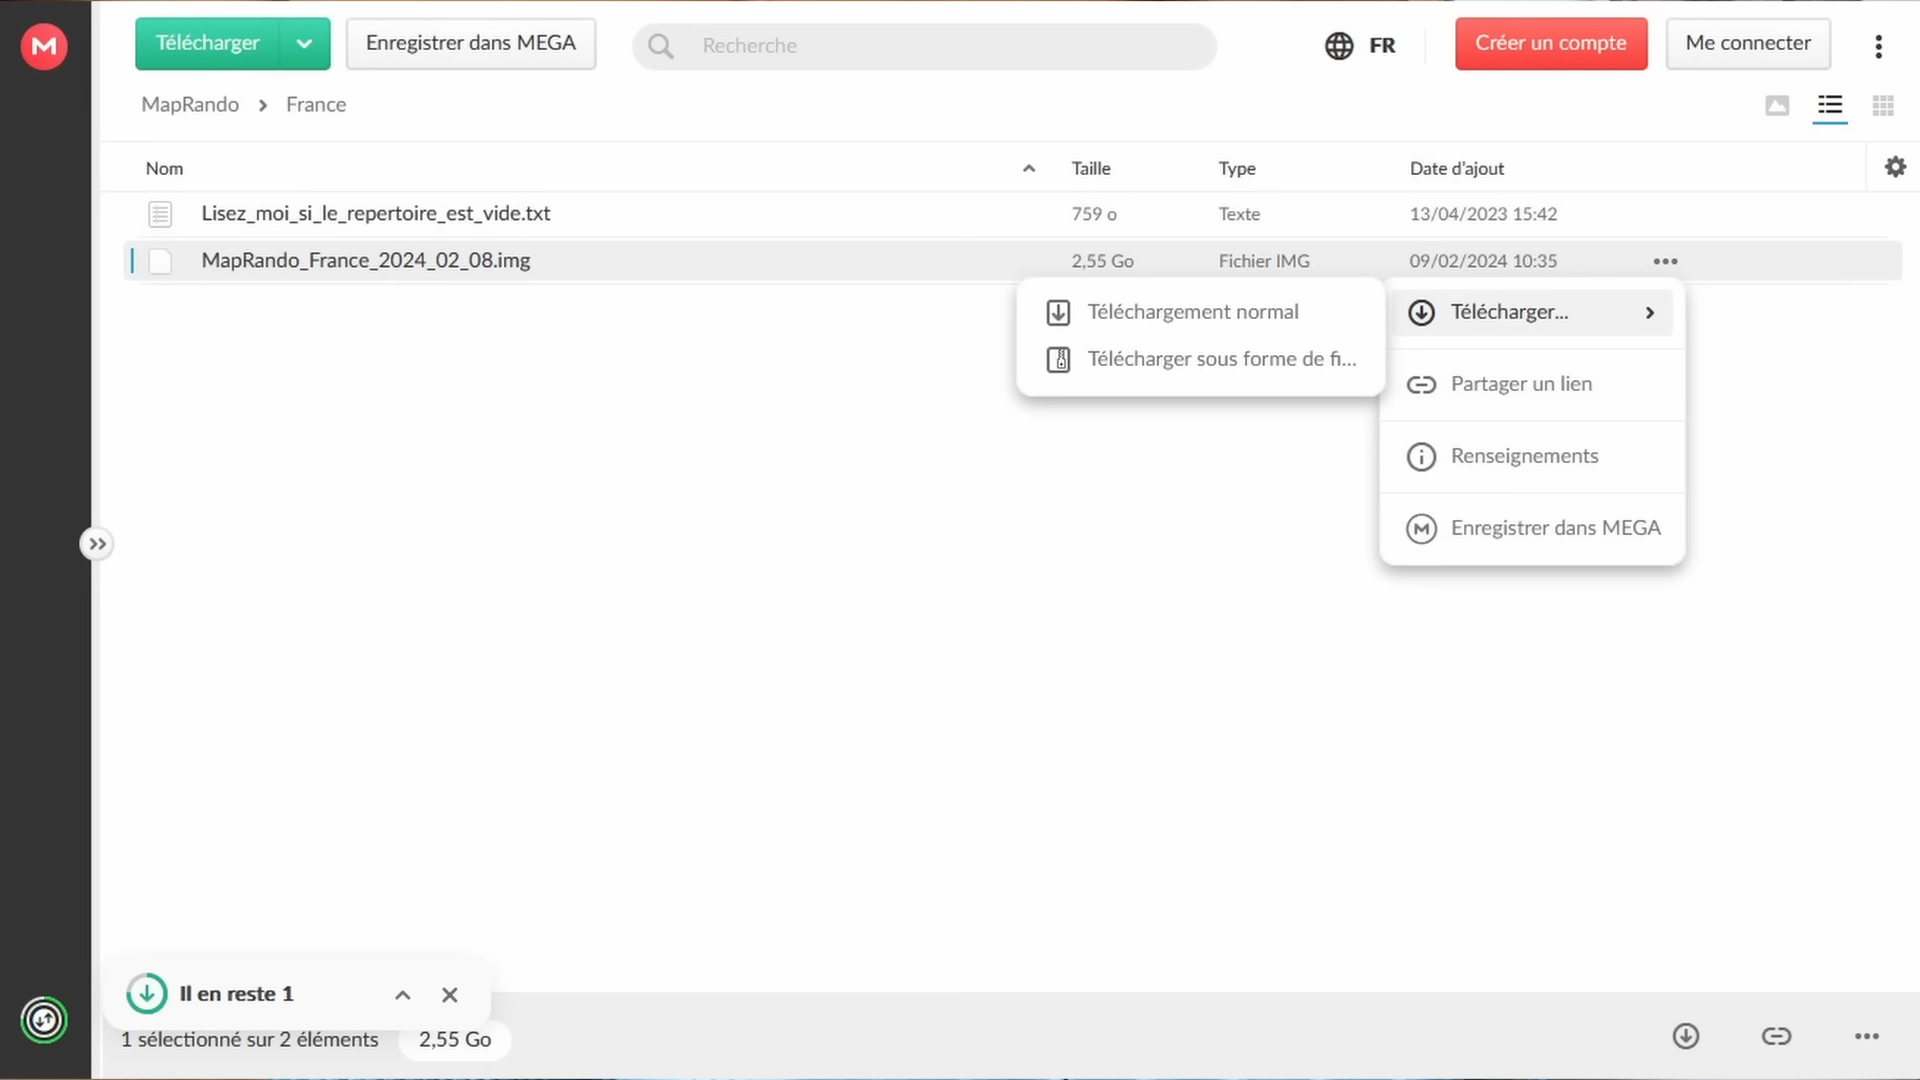 Télécharger
Enregistrer dans MEGA
Recherche
FR
Créer un compte
Me connecter
MapRando
France
Nom
Taille
Type
Date d'ajout
Lisez_moi_si_le_repertoire_est_vide.txt
759 o
Texte
13/04/2023 15:42
MapRando_France_2024_02_08.img
2,55 Go
Fichier IMG
09/02/2024 10:35
Téléchargement normal
Télécharger sous forme de fi...
Télécharger...
Partager un lien
Renseignements
Enregistrer dans MEGA
Il en reste 1
1 sélectionné sur 2 éléments
2,55 Go